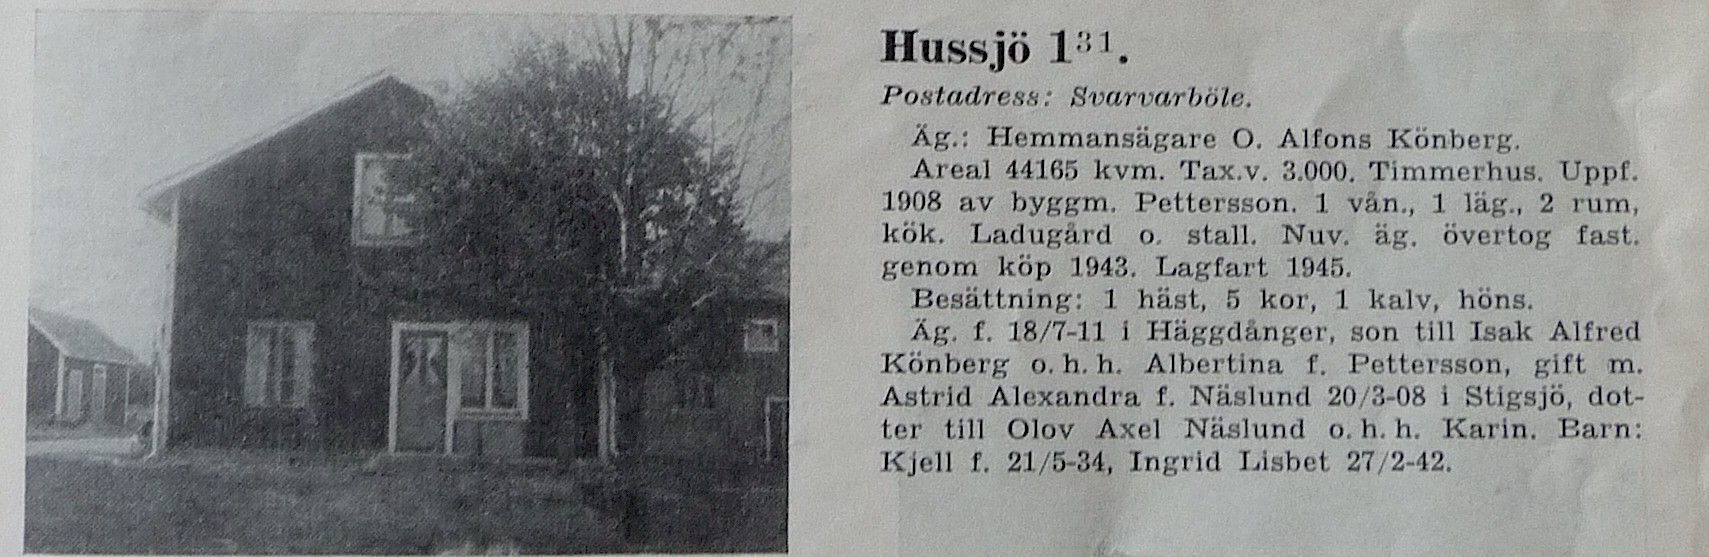 Hussjö 1³¹.
Postadress: Svarvarböle.
Äg.: Hemmansägare O. Alfons Könberg.
Areal 44165 kvm. Tax.v. 3.000. Timmerhus. Uppf.
1908 av byggm. Pettersson. 1 vån., 1 läg., 2 rum,
kök. Ladugård o. stall. Nuv. äg. övertog fast.
genom köp 1943. Lagfart 1945.
Besättning: 1 häst, 5 kor, 1 kalv, höns.
Äg. f. 18/7-11 i Häggdånger, son till Isak Alfred
Könberg o. h. h. Albertina f. Pettersson, gift m.
Astrid Alexandra f. Näslund 20/3-08 i Stigsjö, dot-
ter till Olov Axel Näslund o. h. h. Karin. Barn:
Kjell f. 21/5-34, Ingrid Lisbet 27/2-42.